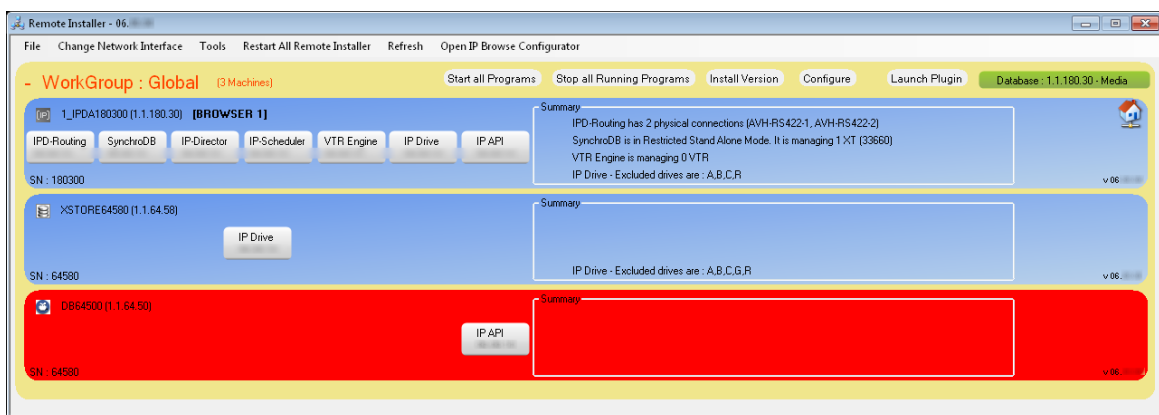 Remote Installer - 06.
File Change Network Interface Tools Restart All Remote Installer Refresh Open IP Browse Configurator
- WorkGroup : Global (3 Machines) Start all Programs Stop all Running Programs Install Version Configure Launch Plugin Database : 1.1.180.30 - Media
1_IPDA180300 (1.1.180.30) [BROWSER 1]
IPD-Routing SynchroDB IP-Director IP-Scheduler VTR Engine IP Drive IP API
SN : 180300
Summary
IPD-Routing has 2 physical connections (AVH-RS422-1, AVH-RS422-2)
SynchroDB is in Restricted Stand Alone Mode. It is managing 1 XT (33660)
VTR Engine is managing 0 VTR
IP Drive - Excluded drives are : A,B,C,R
v 06.
XSTORE64580 (1.1.64.58)
IP Drive
SN : 64580
Summary
IP Drive - Excluded drives are : A,B,C,G,R
v 06.
DS64500 (1.1.64.50)
IP API
SN : 64580
Summary
v 06.